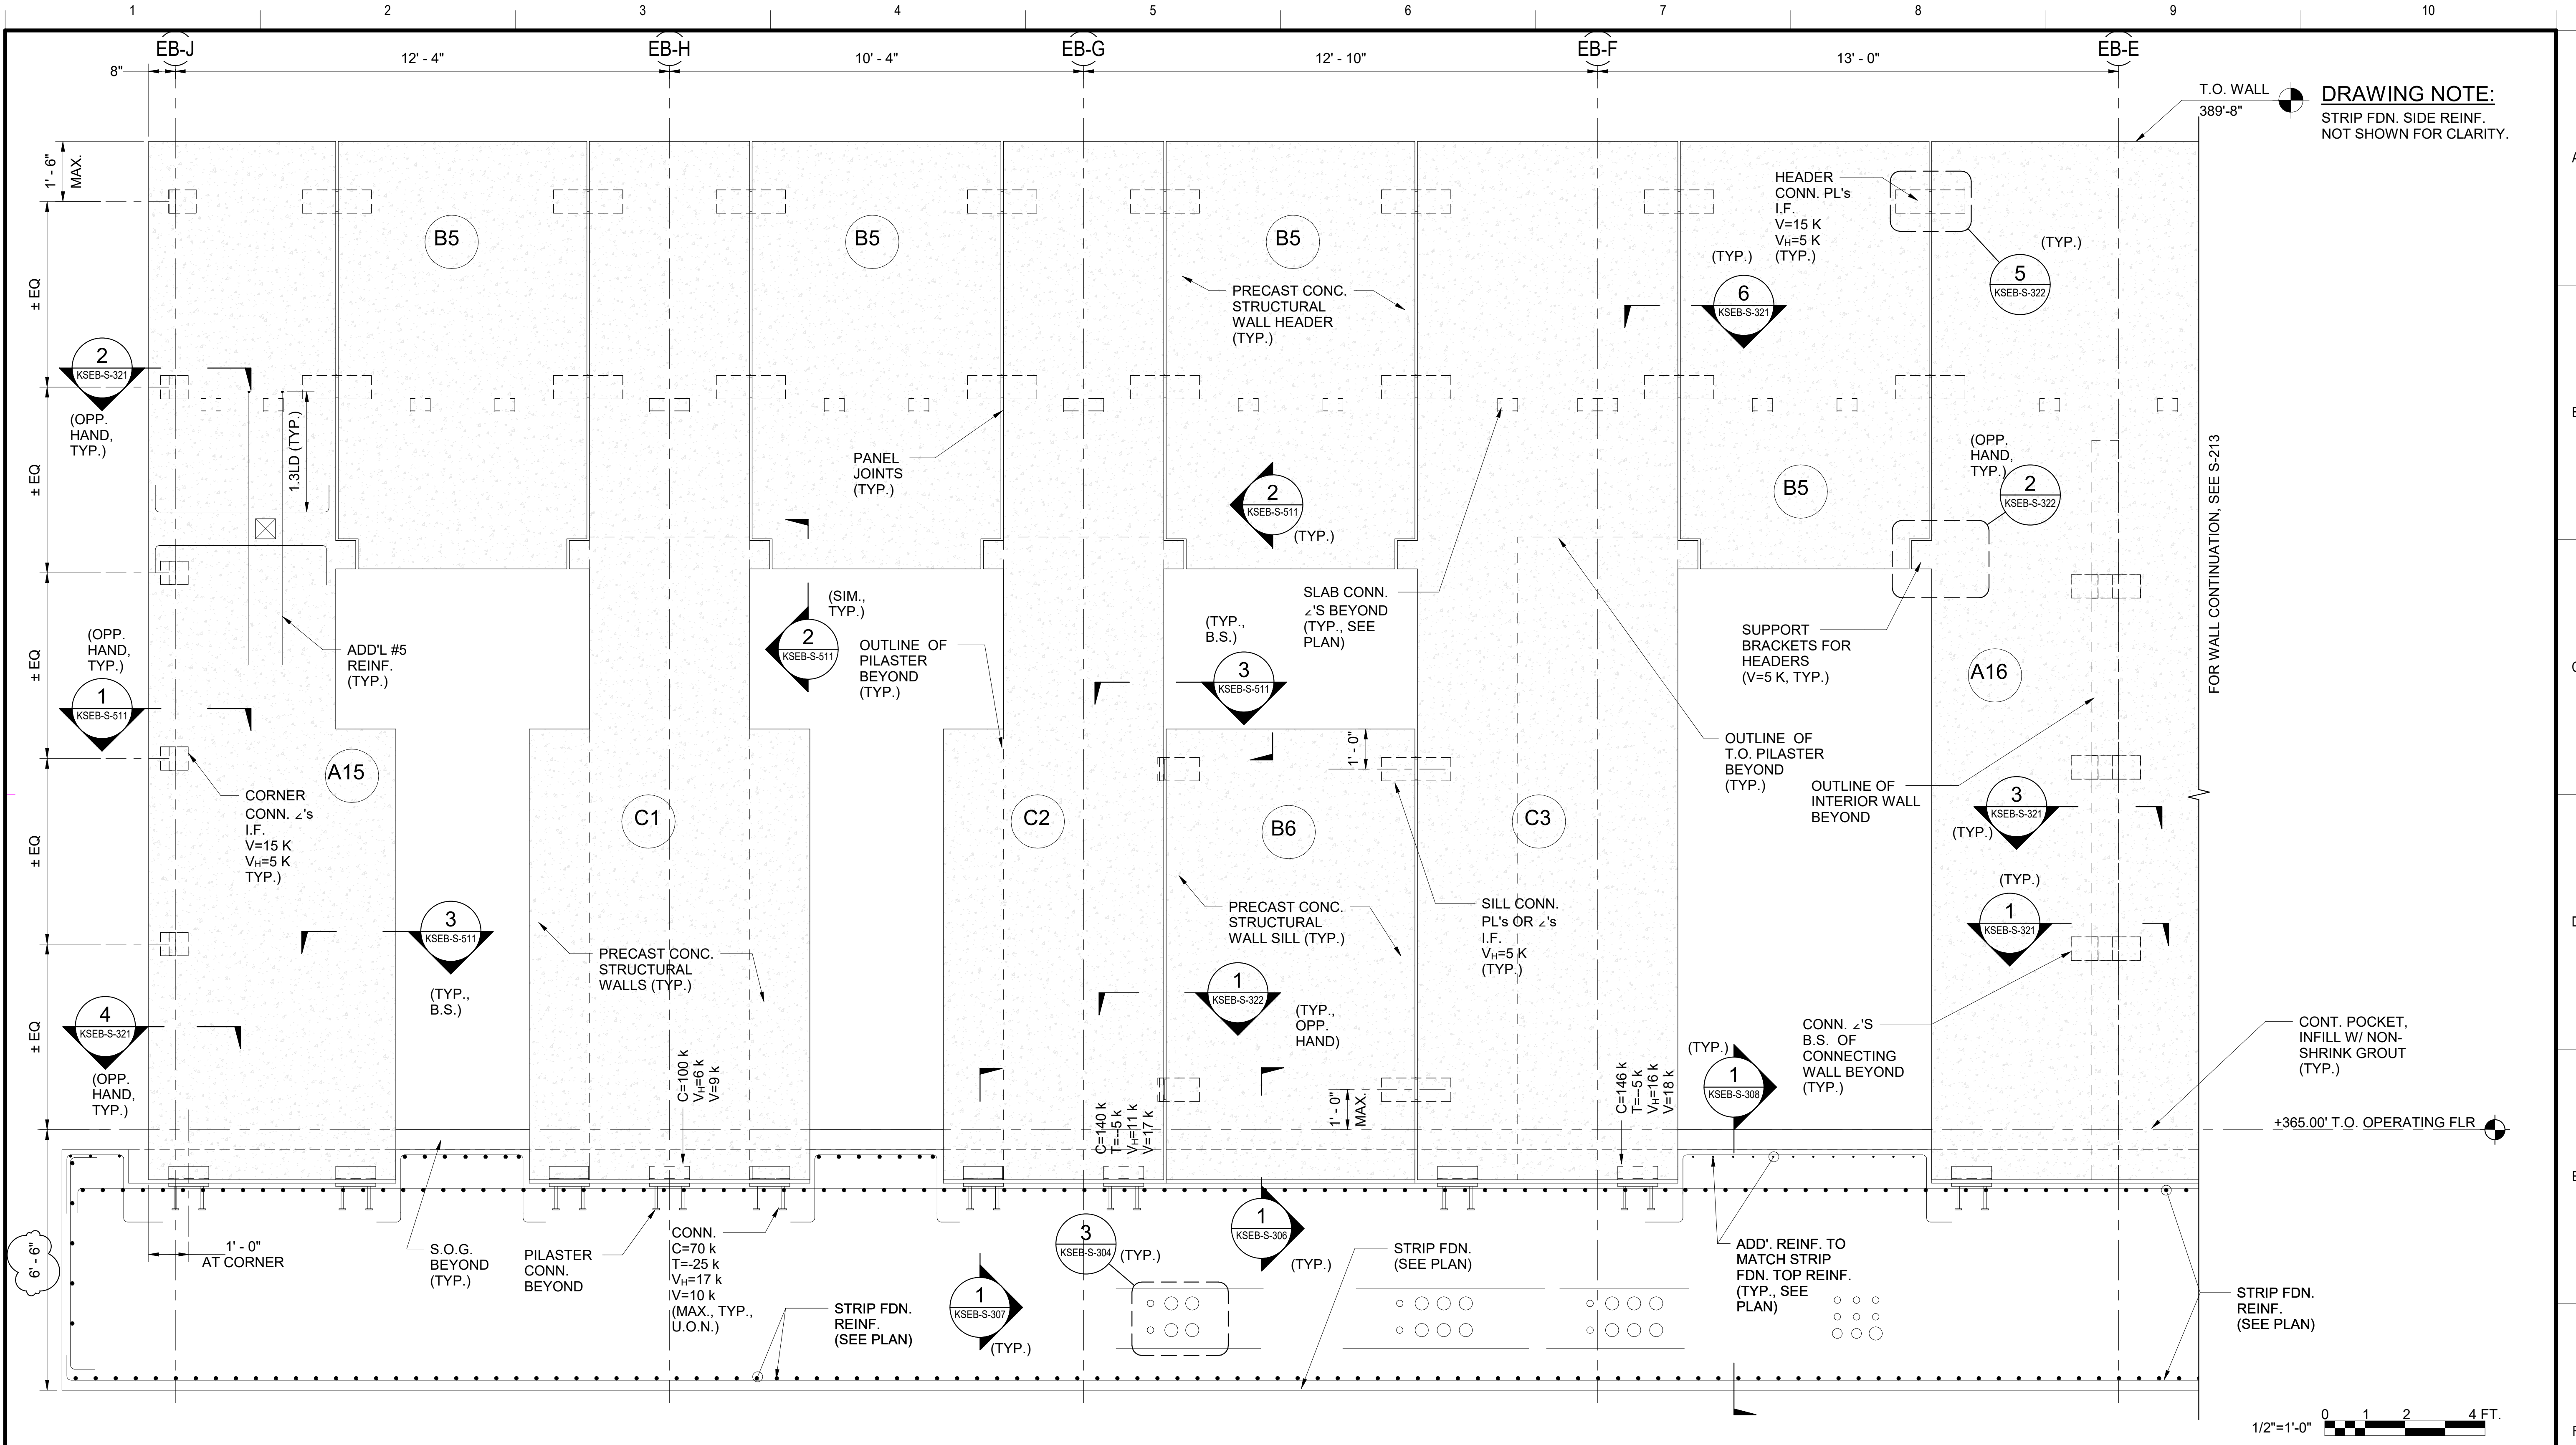 1 2 3 4 5 6 7 8 9 10
EB-J EB-H EB-G EB-F EB-E
8" 12' - 4" 10' - 4" 12' - 10" 13' - 0"
T.O. WALL
389'-8"
DRAWING NOTE:
STRIP FDN. SIDE REINF.
NOT SHOWN FOR CLARITY.
1' - 6"
MAX.
± EQ
± EQ
± EQ
± EQ
± EQ
6' - 6"
B5
B5
B5
HEADER
CONN. PL's
I.F.
V=15 K
VH=5 K
(TYP.)
(TYP.)
5
KSEB-S-322
(TYP.)
6
KSEB-S-321
PRECAST CONC.
STRUCTURAL
WALL HEADER
(TYP.)
2
KSEB-S-321
(OPP.
HAND,
TYP.)
1.3LD (TYP.)
PANEL
JOINTS
(TYP.)
2
KSEB-S-511
(TYP.)
B5
(OPP.
HAND,
TYP.)
2
KSEB-S-322
FOR WALL CONTINUATION, SEE S-213
(OPP.
HAND,
TYP.)
1
KSEB-S-511
ADD'L #5
REINF.
(TYP.)
(SIM.,
TYP.)
2
KSEB-S-511
OUTLINE OF
PILASTER
BEYOND
(TYP.)
(TYP.,
B.S.)
3
KSEB-S-511
SLAB CONN.
∠'S BEYOND
(TYP., SEE
PLAN)
SUPPORT
BRACKETS FOR
HEADERS
(V=5 K, TYP.)
A16
A15
CORNER
CONN. ∠'s
I.F.
V=15 K
VH=5 K
TYP.)
C1
C2
1' - 0"
B6
C3
OUTLINE OF
T.O. PILASTER
BEYOND
(TYP.)
OUTLINE OF
INTERIOR WALL
BEYOND
3
KSEB-S-321
(TYP.)
3
KSEB-S-511
(TYP.,
B.S.)
PRECAST CONC.
STRUCTURAL
WALLS (TYP.)
PRECAST CONC.
STRUCTURAL
WALL SILL (TYP.)
SILL CONN.
PL's OR ∠'s
I.F.
VH=5 K
(TYP.)
(TYP.)
1
KSEB-S-321
4
KSEB-S-321
(OPP.
HAND,
TYP.)
1
KSEB-S-322
(TYP.,
OPP.
HAND)
CONN. ∠'S
B.S. OF
CONNECTING
WALL BEYOND
(TYP.)
CONT. POCKET,
INFILL W/ NON-
SHRINK GROUT
(TYP.)
C=100 k
VH=6 k
V=9 k
C=140 k
T=--5 k
VH=11 k
V=17 k
1' - 0"
MAX.
C=146 k
T=--5 k
VH=16 k
V=18 k
(TYP.)
1
KSEB-S-308
+365.00' T.O. OPERATING FLR
1' - 0"
AT CORNER
S.O.G.
BEYOND
(TYP.)
PILASTER
CONN.
BEYOND
CONN.
C=70 k
T=-25 k
VH=17 k
V=10 k
(MAX., TYP.,
U.O.N.)
STRIP FDN.
REINF.
(SEE PLAN)
1
KSEB-S-307
(TYP.)
3
KSEB-S-304
(TYP.)
1
KSEB-S-306
(TYP.)
STRIP FDN.
(SEE PLAN)
ADD'. REINF. TO
MATCH STRIP
FDN. TOP REINF.
(TYP., SEE
PLAN)
STRIP FDN.
REINF.
(SEE PLAN)
1/2"=1'-0"
0 1 2 4 FT.